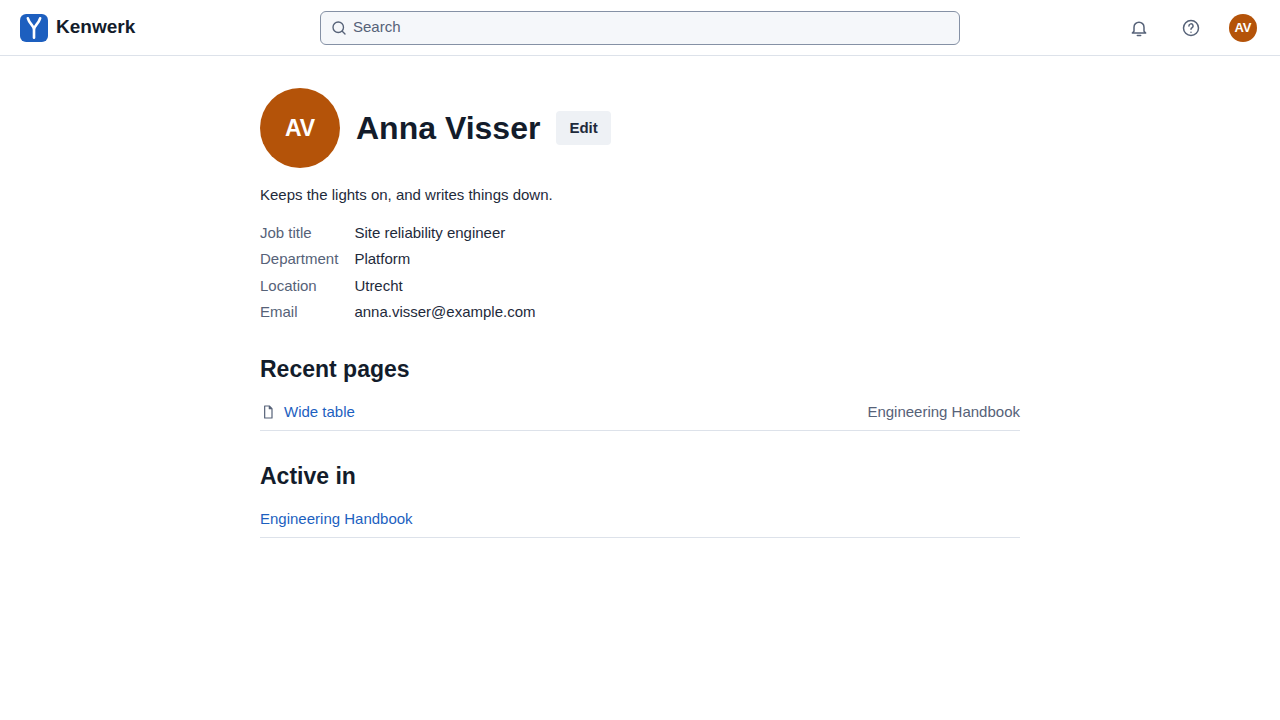 Kenwerk
Search
AV
AV
Anna Visser
Edit
Keeps the lights on, and writes things down.
Job title Site reliability engineer
Department Platform
Location Utrecht
Email anna.visser@example.com
Recent pages
Wide table Engineering Handbook
Active in
Engineering Handbook